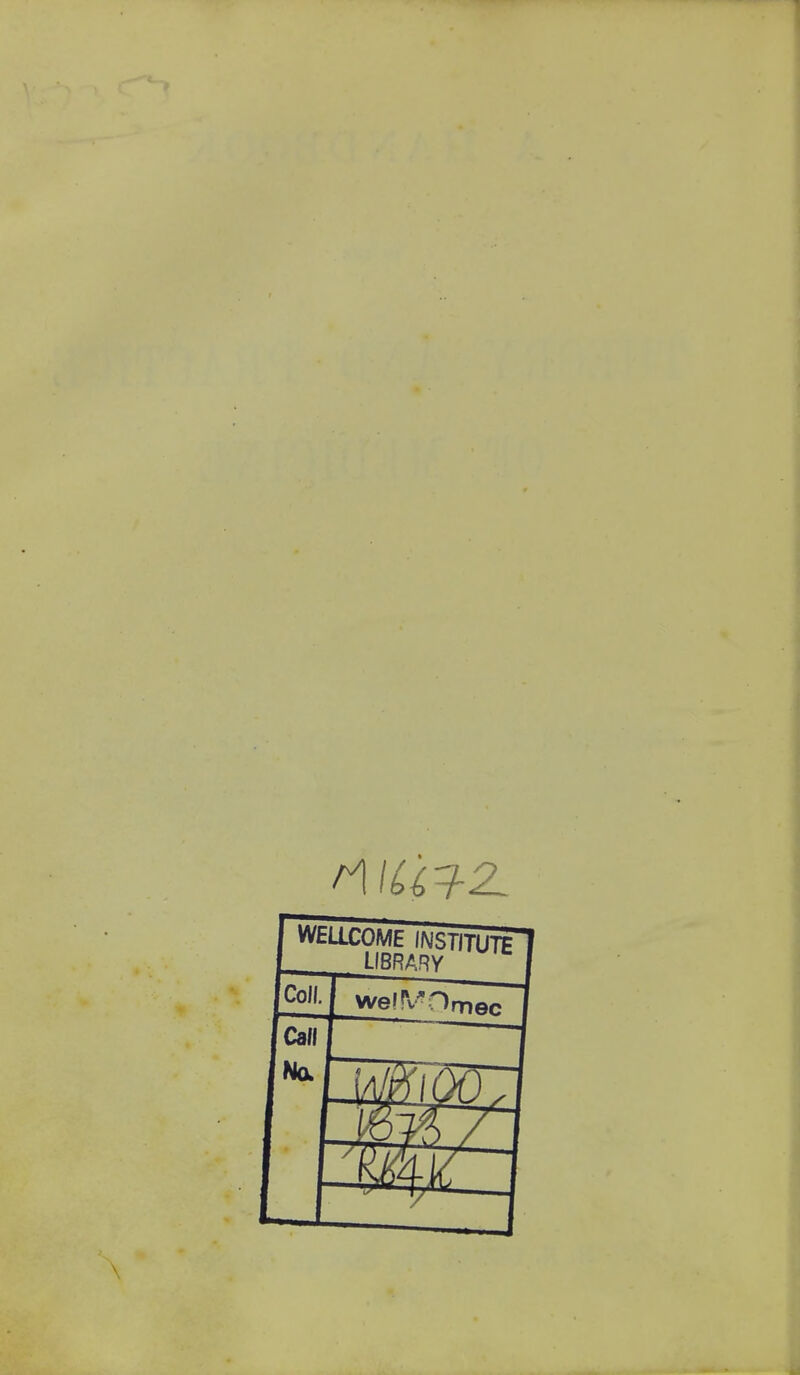 M16672
WELLCOME INSTITUTE
LIBRARY
Coll.
welMOmec
Call
No.
WB100
1873
R64K